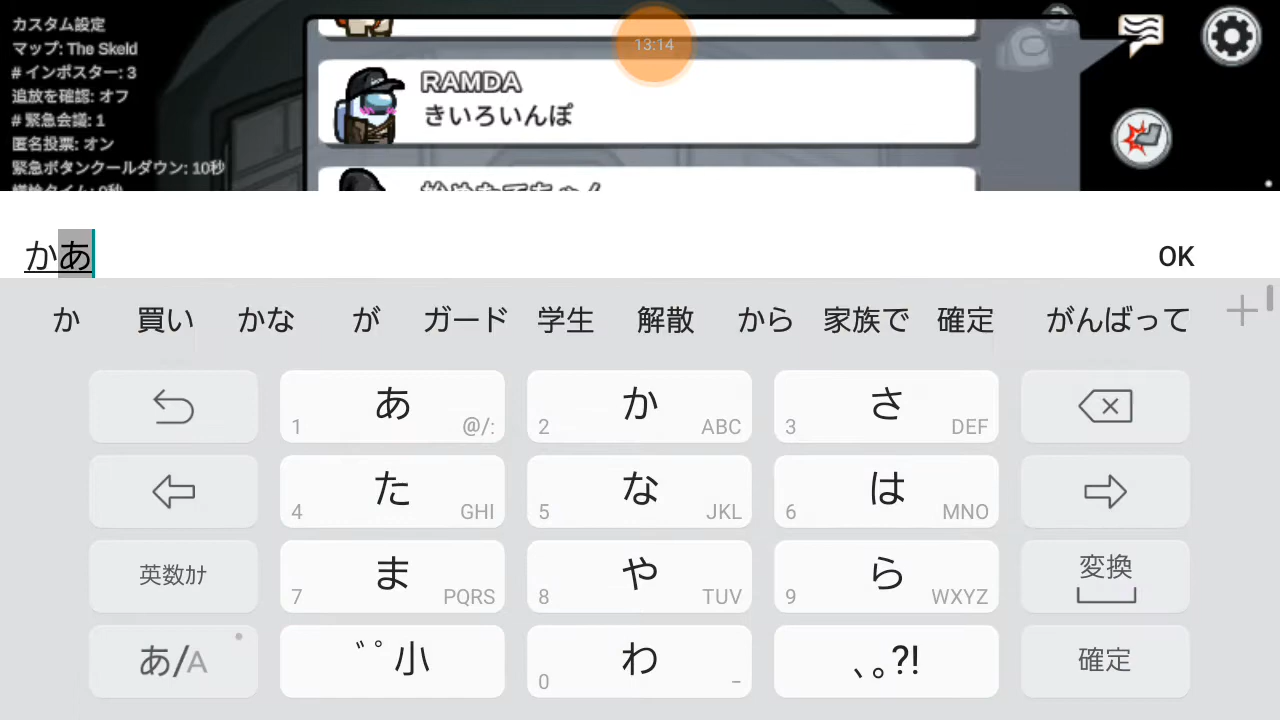 カスタム設定
マップ: The Skeld
# インポスター: 3
追放を確認: オフ
# 緊急会議: 1
匿名投票: オン
緊急ボタンクールダウン: 10秒
13:14
RAMDA
きいろいんぽ
かあ
OK
か 買い かな が ガード 学生 解散 から 家族で 確定 がんばって
あ 1 @/:
か 2 ABC
さ 3 DEF
た 4 GHI
な 5 JKL
は 6 MNO
英数カナ
ま 7 PQRS
や 8 TUV
ら 9 WXYZ
変換
あ/A
゛゜小
わ 0 –
､｡?!
確定